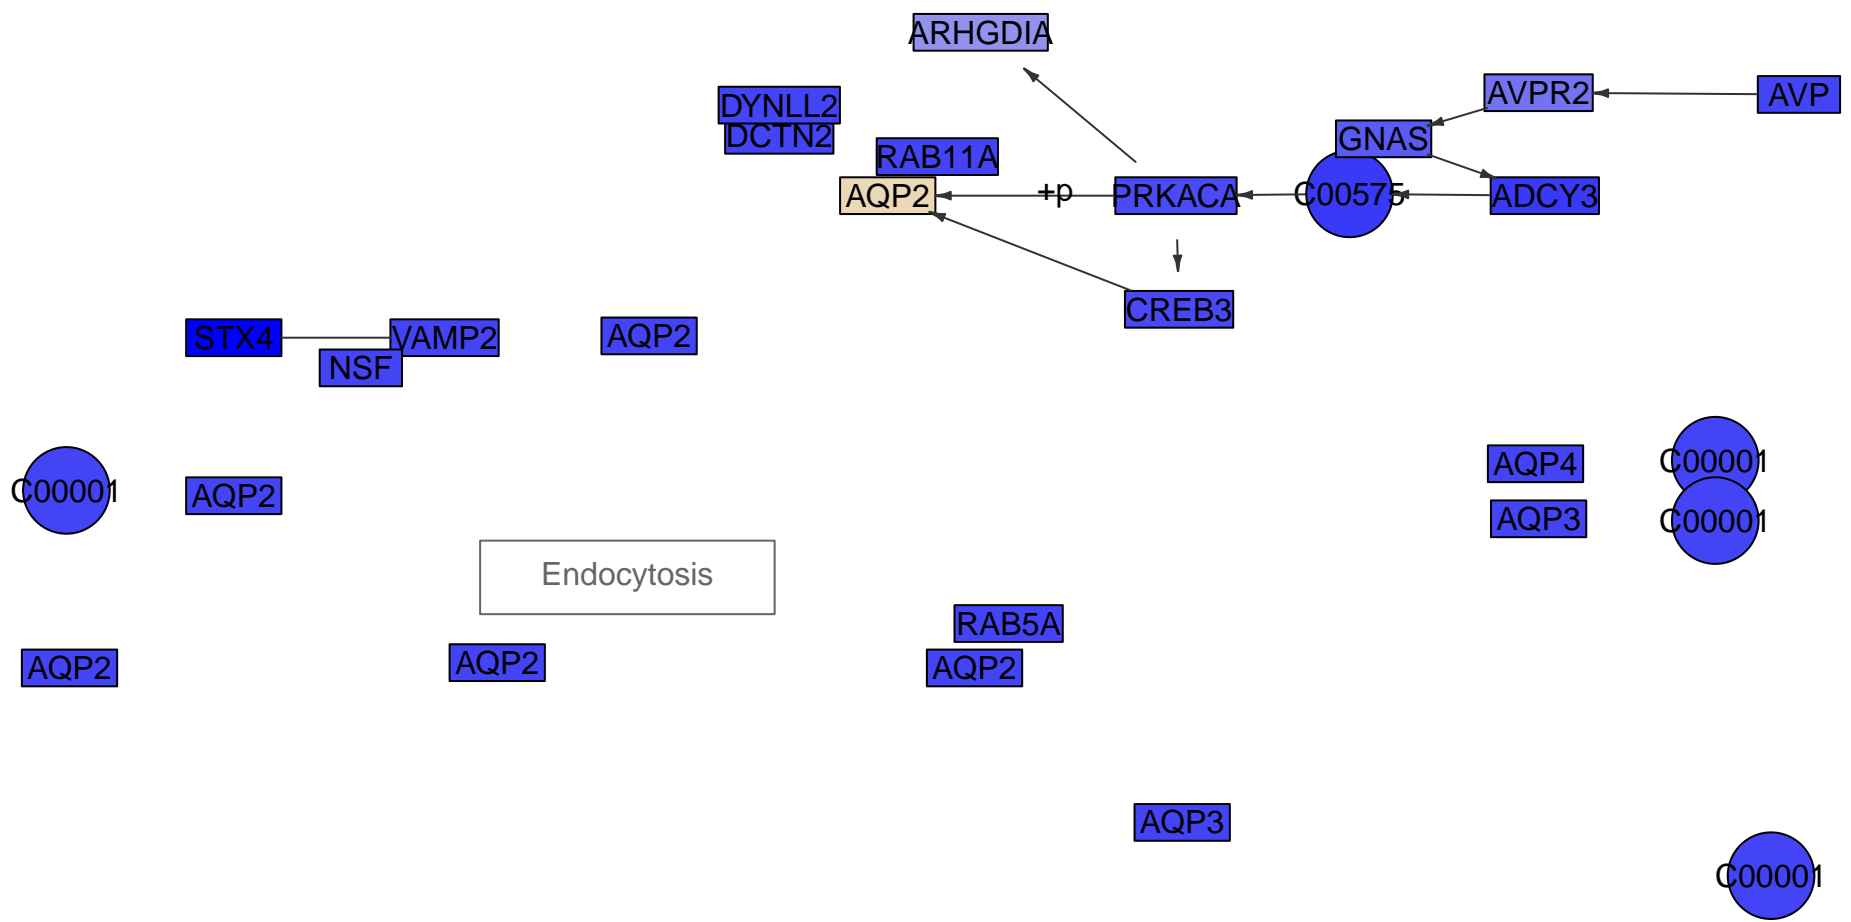 ARHGDIA
AVPR2
AVP
DYNLL2
DCTN2
GNAS
RAB11A
AQP2
+p
PRKACA
C00575
ADCY3
CREB3
STX4
VAMP2
AQP2
NSF
C00001
AQP2
AQP4
C00001
AQP3
C00001
Endocytosis
RAB5A
AQP2
AQP2
AQP2
AQP3
C00001